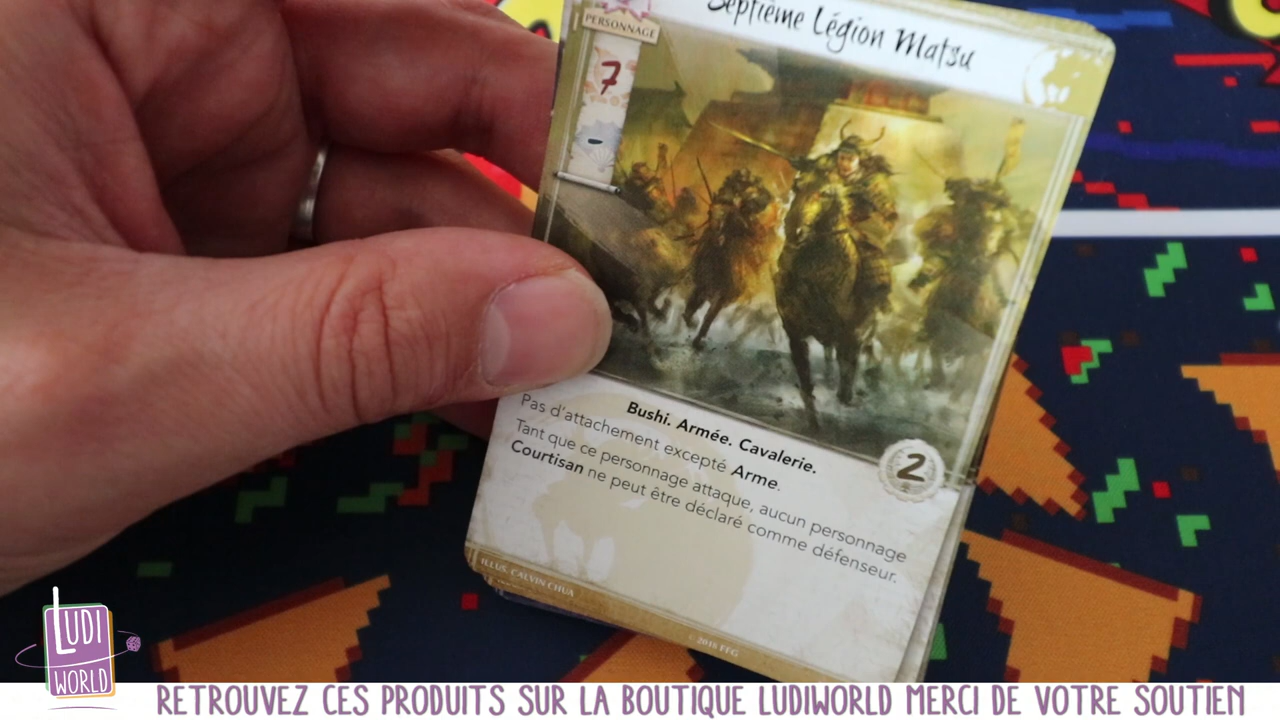 Septième Légion Matsu
PERSONNAGE
7
-
Bushi. Armée. Cavalerie.
2
Pas d'attachement excepté Arme.
Tant que ce personnage attaque, aucun personnage
Courtisan ne peut être déclaré comme défenseur.
ILLUS. CALVIN CHUA
© 2018 FFG
LUDI
WORLD
RETROUVEZ CES PRODUITS SUR LA BOUTIQUE LUDIWORLD MERCI DE VOTRE SOUTIEN